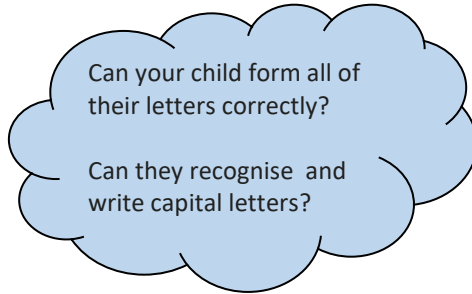 Can your child form all of
their letters correctly?
Can they recognise  and
write capital letters?